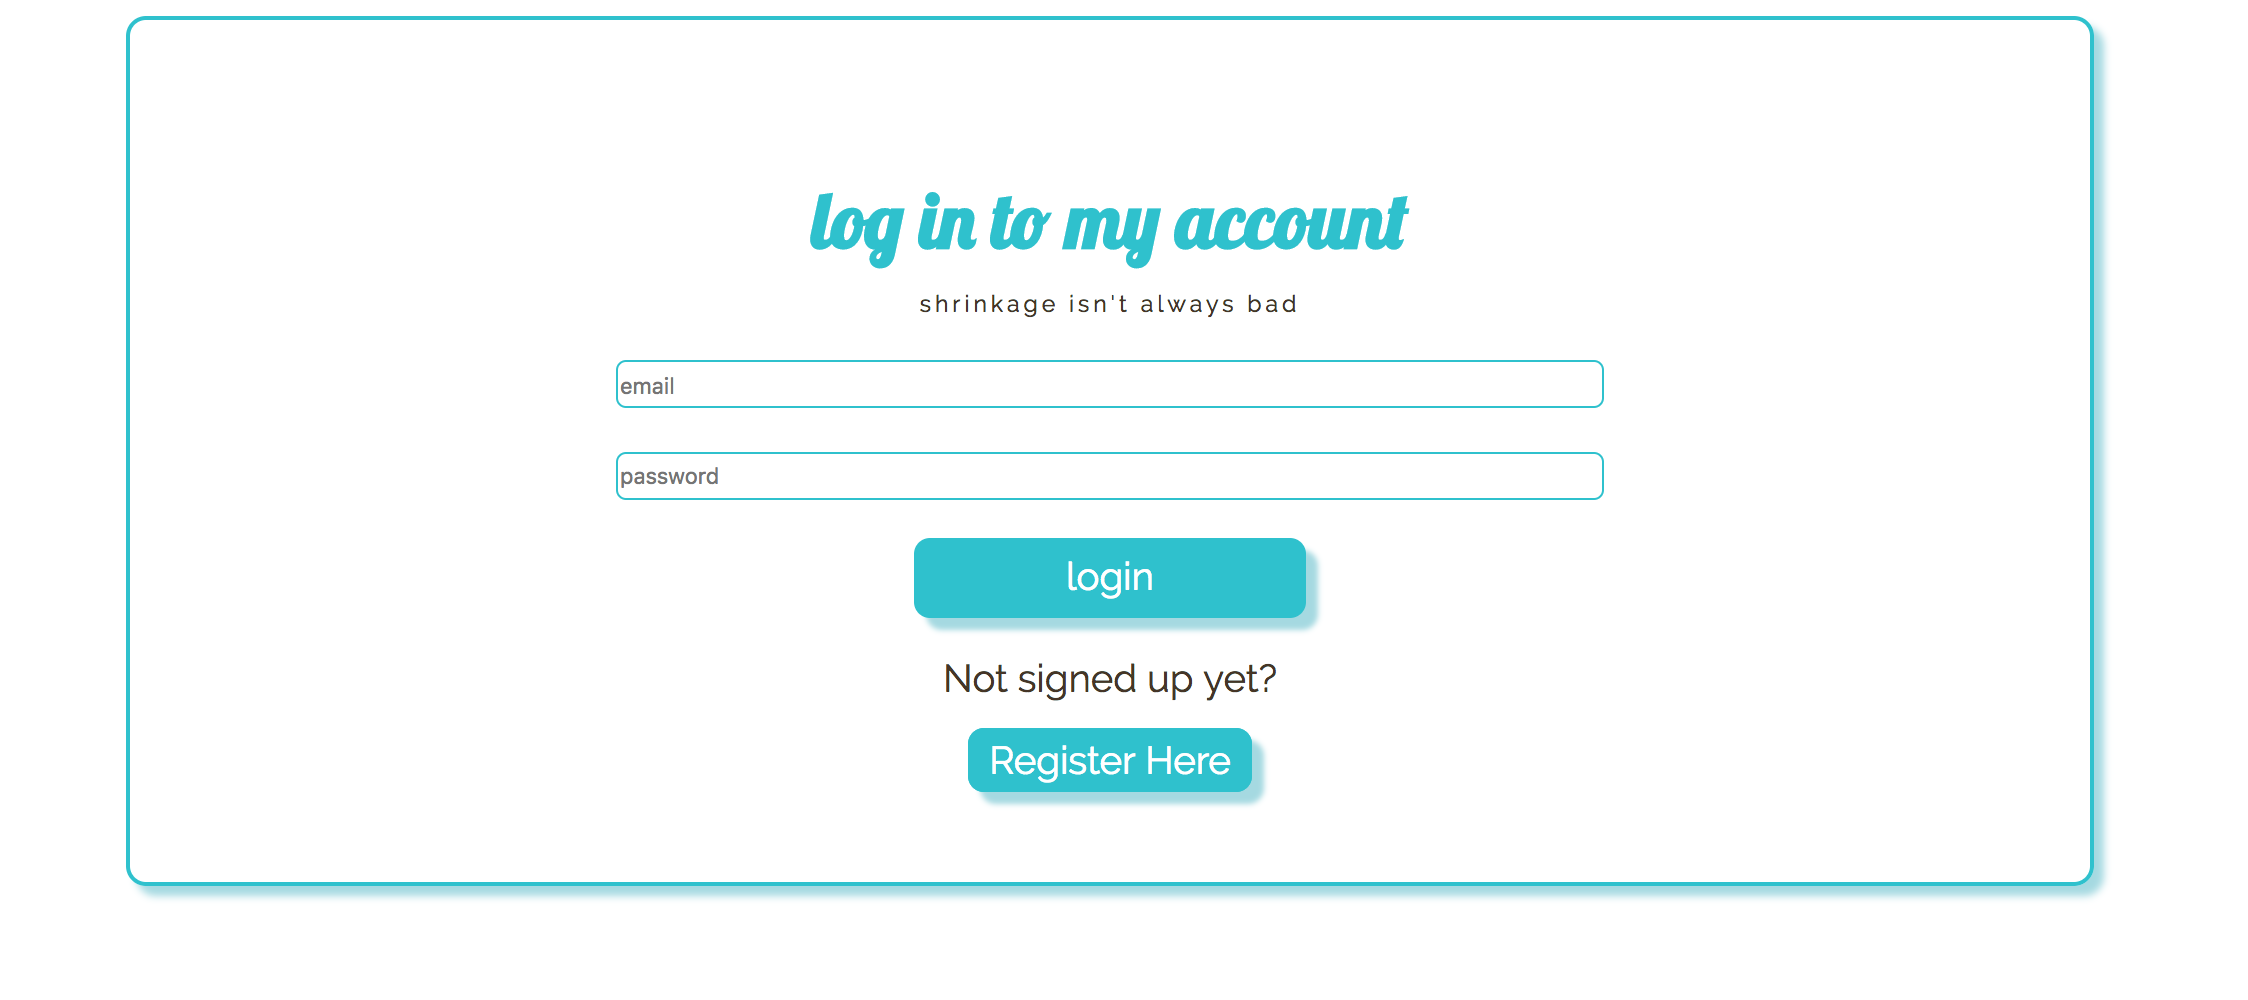 log in to my account
shrinkage isn't always bad
email
password
login
Not signed up yet?
Register Here